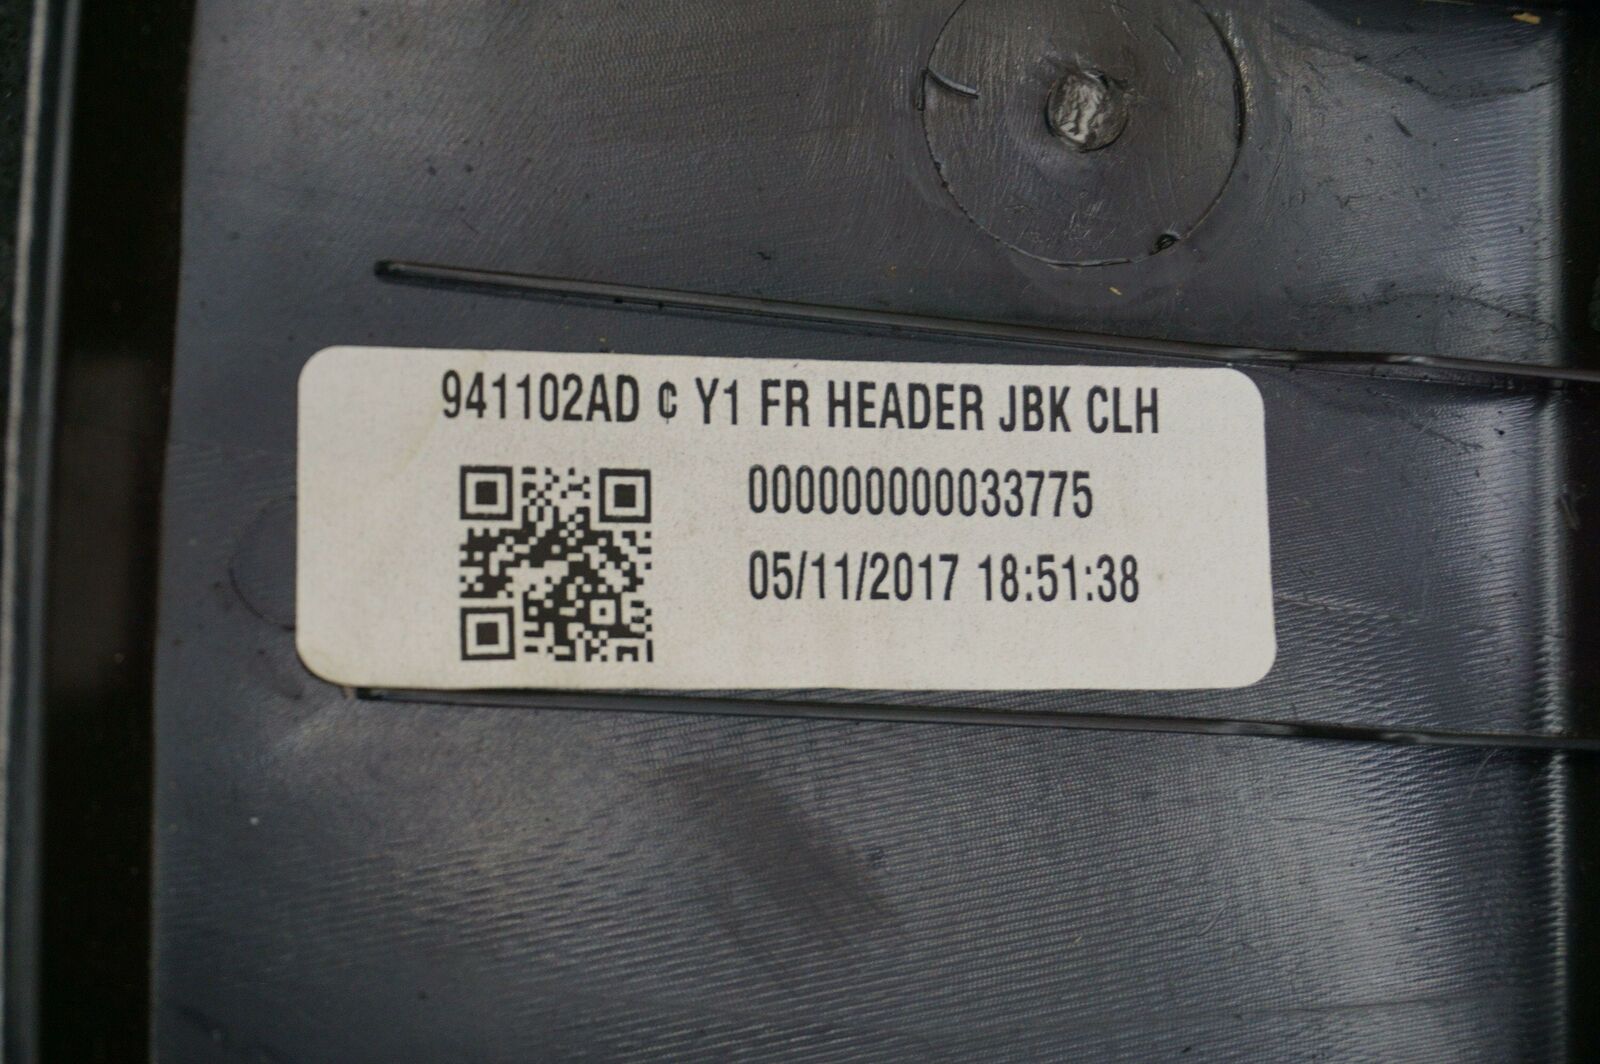 941102AD ¢ Y1 FR HEADER JBK CLH
000000000033775
05/11/2017 18:51:38